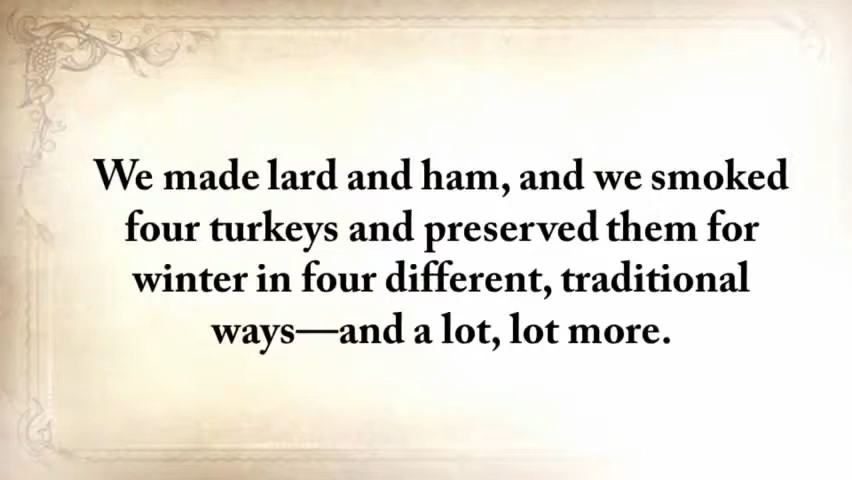 We made lard and ham, and we smoked
four turkeys and preserved them for
winter in four different, traditional
ways—and a lot, lot more.